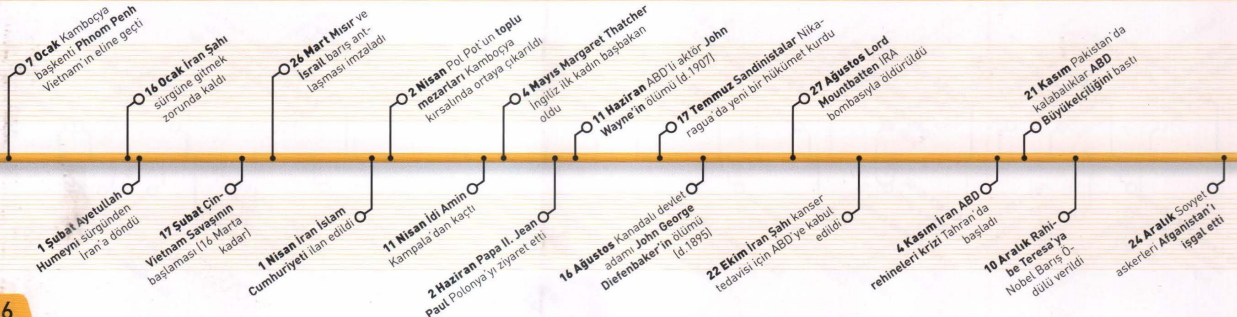 7 Ocak Kamboçya
başkenti Phnom Penh
Vietnam'ın eline geçti
16 Ocak İran Şahı
sürgüne gitmek
zorunda kaldı
26 Mart Mısır ve
İsrail barış ant-
laşması imzaladı
2 Nisan Pol Pot'un toplu
mezarları Kamboçya
kırsalında ortaya çıkarıldı
4 Mayıs Margaret Thatcher
İngiliz ilk kadın başbakan
oldu
11 Haziran ABD'li aktör John
Wayne'in ölümü (d.1907)
17 Temmuz Sandinistalar Nika-
ragua'da yeni bir hükümet kurdu
27 Ağustos Lord
Mountbatten IRA
bombasıyla öldürüldü
21 Kasım Pakistan'da
kalabalıklar ABD
Büyükelçiliğini bastı
1 Şubat Ayetullah
Humeyni sürgünden
İran'a döndü
17 Şubat Çin-
Vietnam Savaşının
başlaması (16 Marta
kadar)
1 Nisan İran İslam
Cumhuriyeti ilan edildi
11 Nisan İdi Amin
Kampala'dan kaçtı
2 Haziran Papa II. Jean
Paul Polonya'yı ziyaret etti
16 Ağustos Kanadalı devlet
adamı John George
Diefenbaker'in ölümü
(d.1895)
22 Ekim İran Şahı kanser
tedavisi için ABD'ye kabul
edildi
4 Kasım İran ABD
rehineleri krizi Tahran'da
başladı
10 Aralık Rahi-
be Teresa'ya
Nobel Barış Ö-
dülü verildi
24 Aralık Sovyet
askerleri Afganistan'ı
işgal etti
6